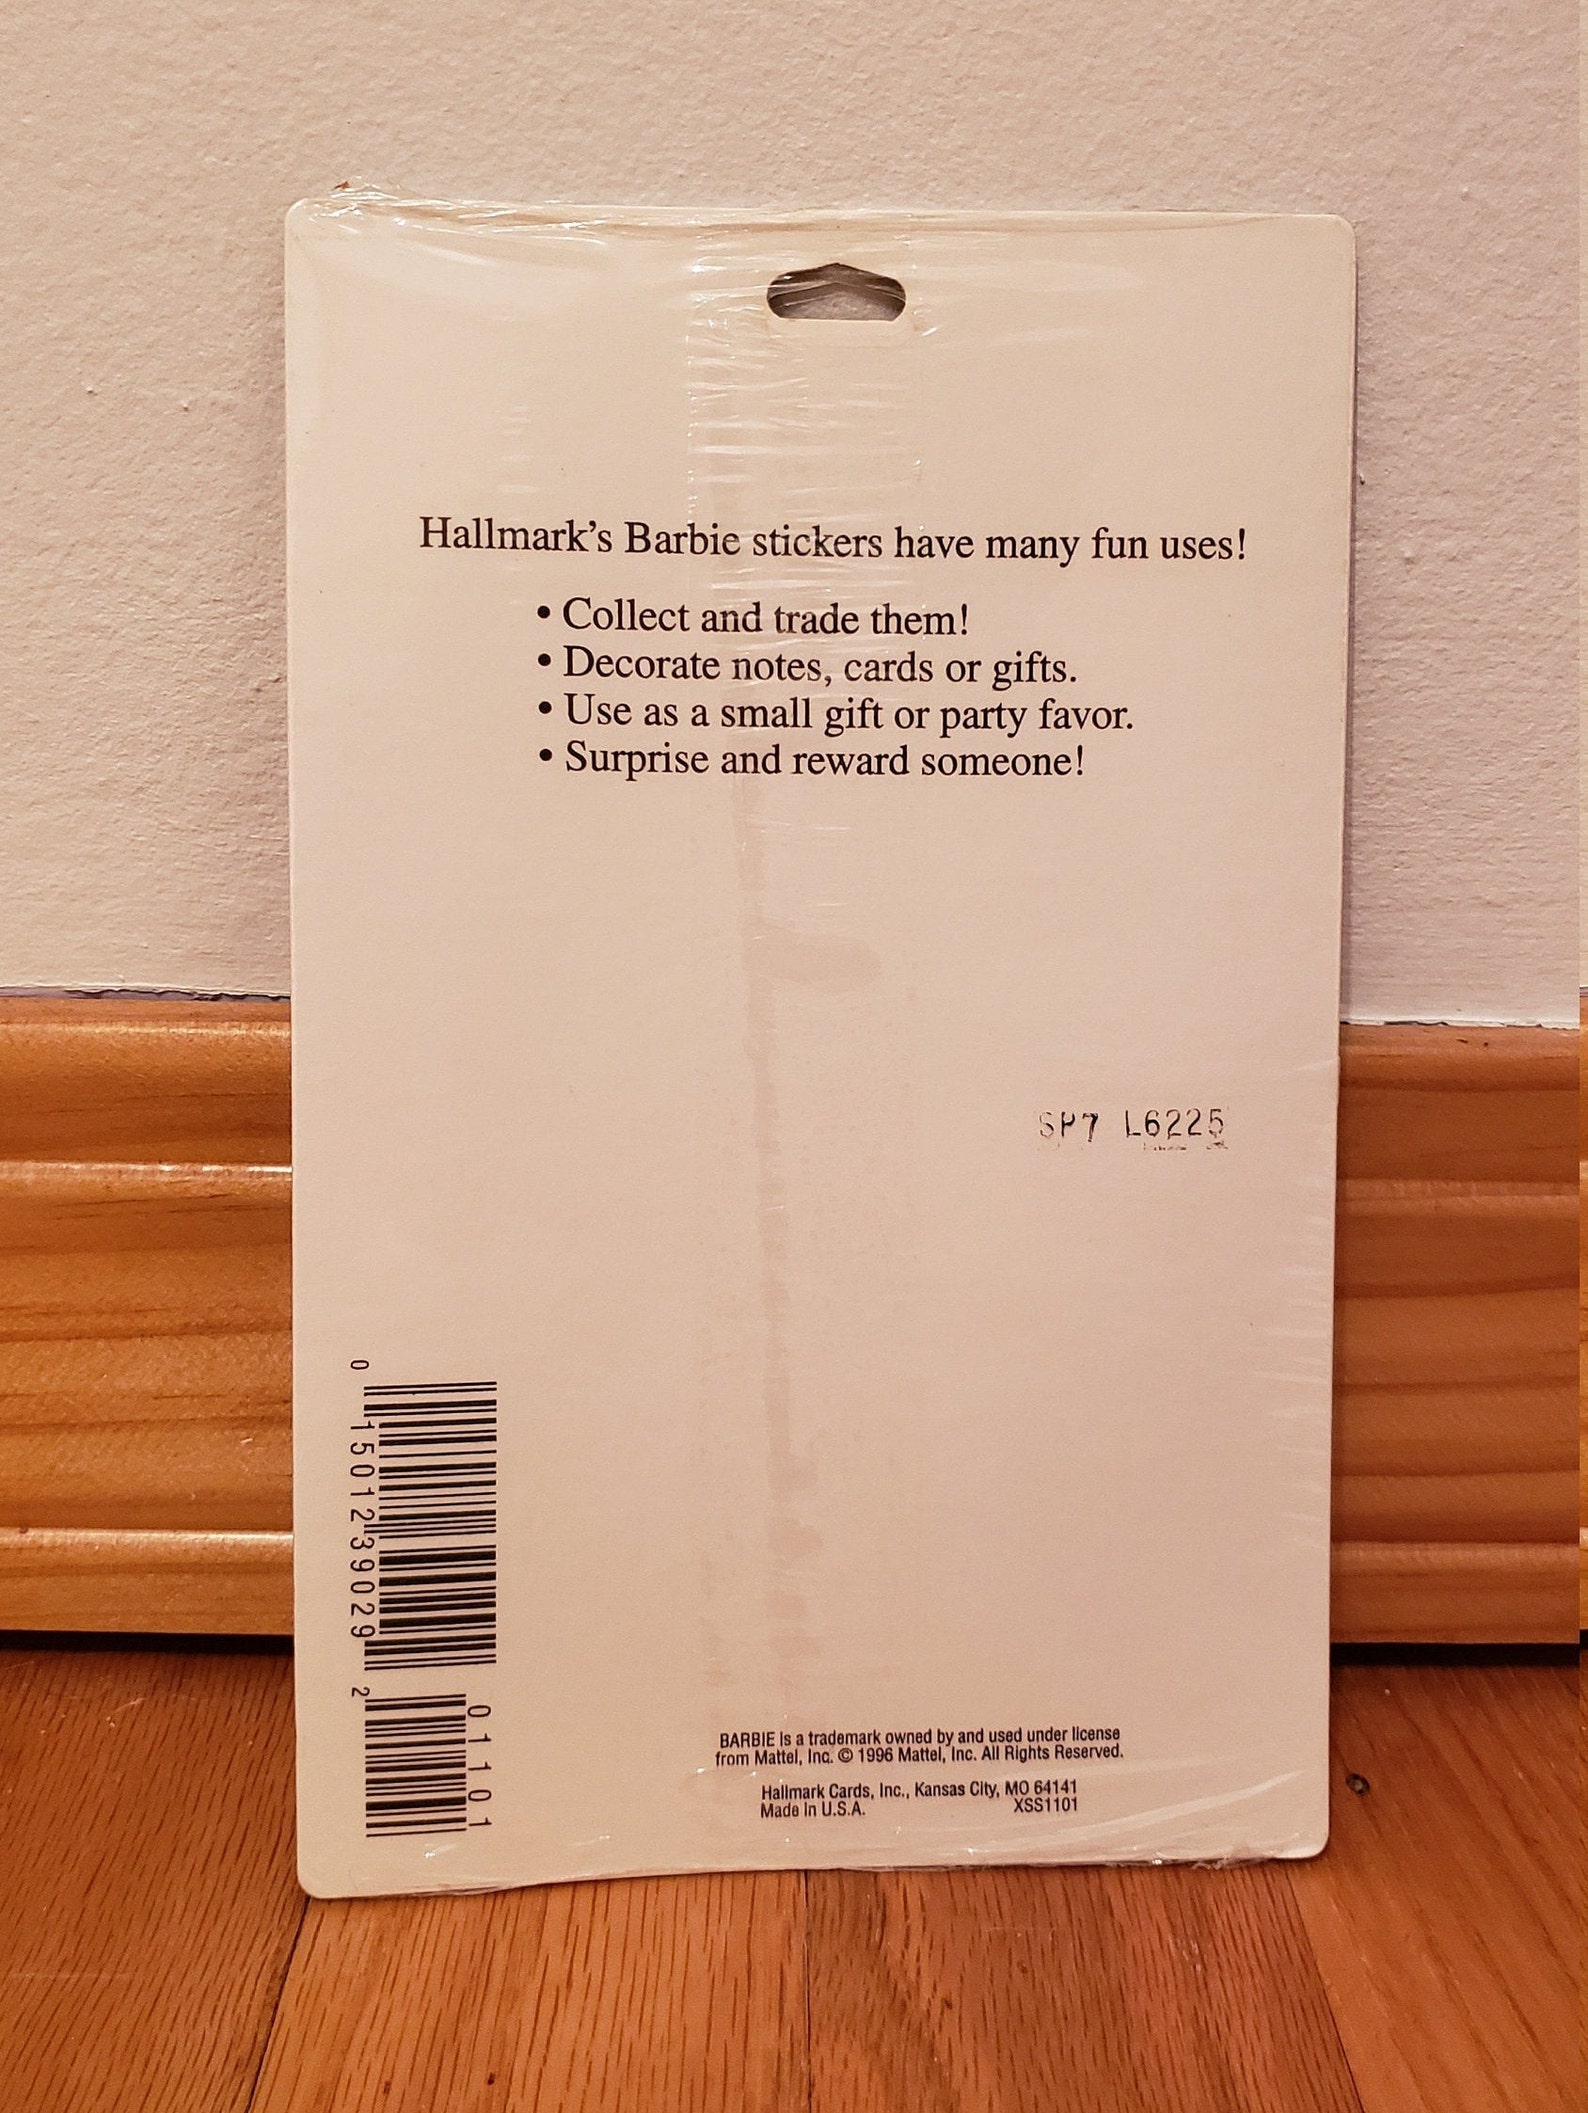 Hallmark's Barbie stickers have many fun uses!
• Collect and trade them!
• Decorate notes, cards or gifts.
• Use as a small gift or party favor.
• Surprise and reward someone!
SP7 L6225
0 15012 39029 2
01101
BARBIE is a trademark owned by and used under license
from Mattel, Inc. © 1996 Mattel, Inc. All Rights Reserved.
Hallmark Cards, Inc., Kansas City, MO 64141
Made in U.S.A. XSS1101